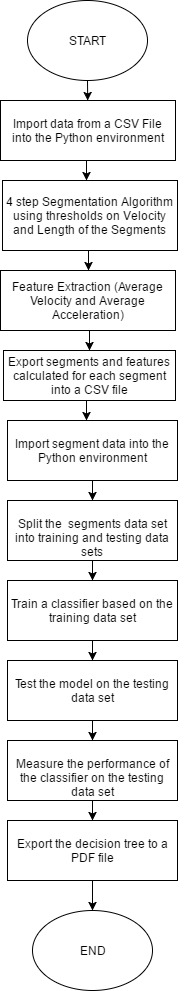 START
Import data from a CSV File
into the Python environment
4 step Segmentation Algorithm
using thresholds on Velocity
and Length of the Segments
Feature Extraction (Average
Velocity and Average
Acceleration)
Export segments and features
calculated for each segment
into a CSV file
Import segment data into the
Python environment
Split the segments data set
into training and testing data
sets
Train a classifier based on the
training data set
Test the model on the testing
data set
Measure the performance of
the classifier on the testing
data set
Export the decision tree to a
PDF file
END